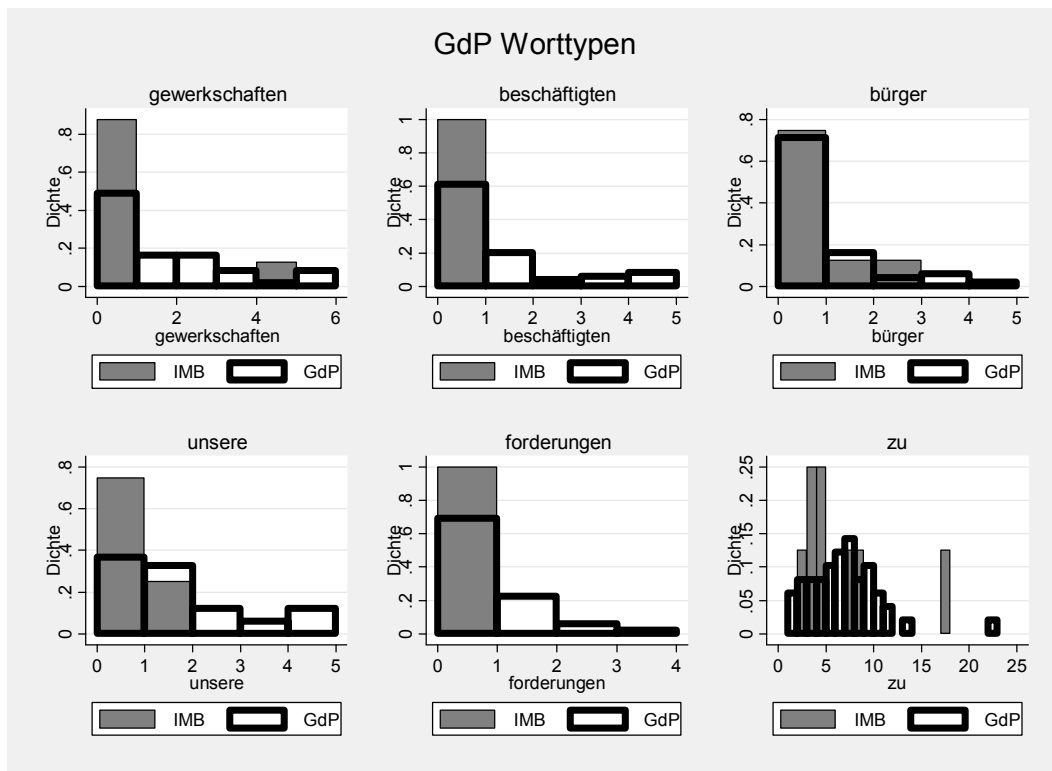 GdP Worttypen
gewerkschaften
Dichte
0 .2 .4 .6 .8
0 2 4 6
gewerkschaften
IMB GdP
beschäftigten
Dichte
0 .2 .4 .6 .8 1
0 1 2 3 4 5
beschäftigten
IMB GdP
bürger
Dichte
0 .2 .4 .6 .8
0 1 2 3 4 5
bürger
IMB GdP
unsere
Dichte
0 .2 .4 .6 .8
0 1 2 3 4 5
unsere
IMB GdP
forderungen
Dichte
0 .2 .4 .6 .8 1
0 1 2 3 4
forderungen
IMB GdP
zu
Dichte
0 .05 .1 .15 .2 .25
0 5 10 15 20 25
zu
IMB GdP